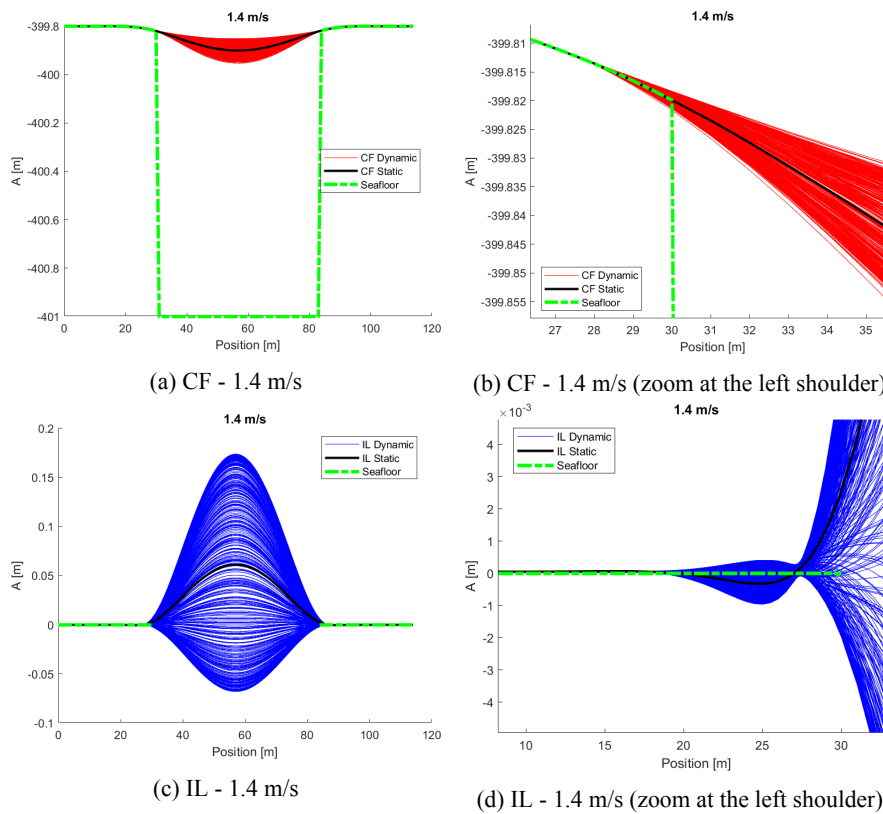 1.4 m/s
-399.8
-400
-400.2
-400.4
-400.6
-400.8
-401
A [m]
CF Dynamic
CF Static
Seafloor
0 20 40 60 80 100 120
Position [m]
(a) CF - 1.4 m/s
1.4 m/s
-399.81
-399.815
-399.82
-399.825
-399.83
-399.835
-399.84
-399.845
-399.85
-399.855
A [m]
CF Dynamic
CF Static
Seafloor
27 28 29 30 31 32 33 34 35
Position [m]
(b) CF - 1.4 m/s (zoom at the left shoulder)
1.4 m/s
0.2
0.15
0.1
0.05
0
-0.05
-0.1
A [m]
IL Dynamic
IL Static
Seafloor
0 20 40 60 80 100 120
Position [m]
(c) IL - 1.4 m/s
1.4 m/s
×10⁻³
4
3
2
1
0
-1
-2
-3
-4
A [m]
IL Dynamic
IL Static
Seafloor
10 15 20 25 30
Position [m]
(d) IL - 1.4 m/s (zoom at the left shoulder)